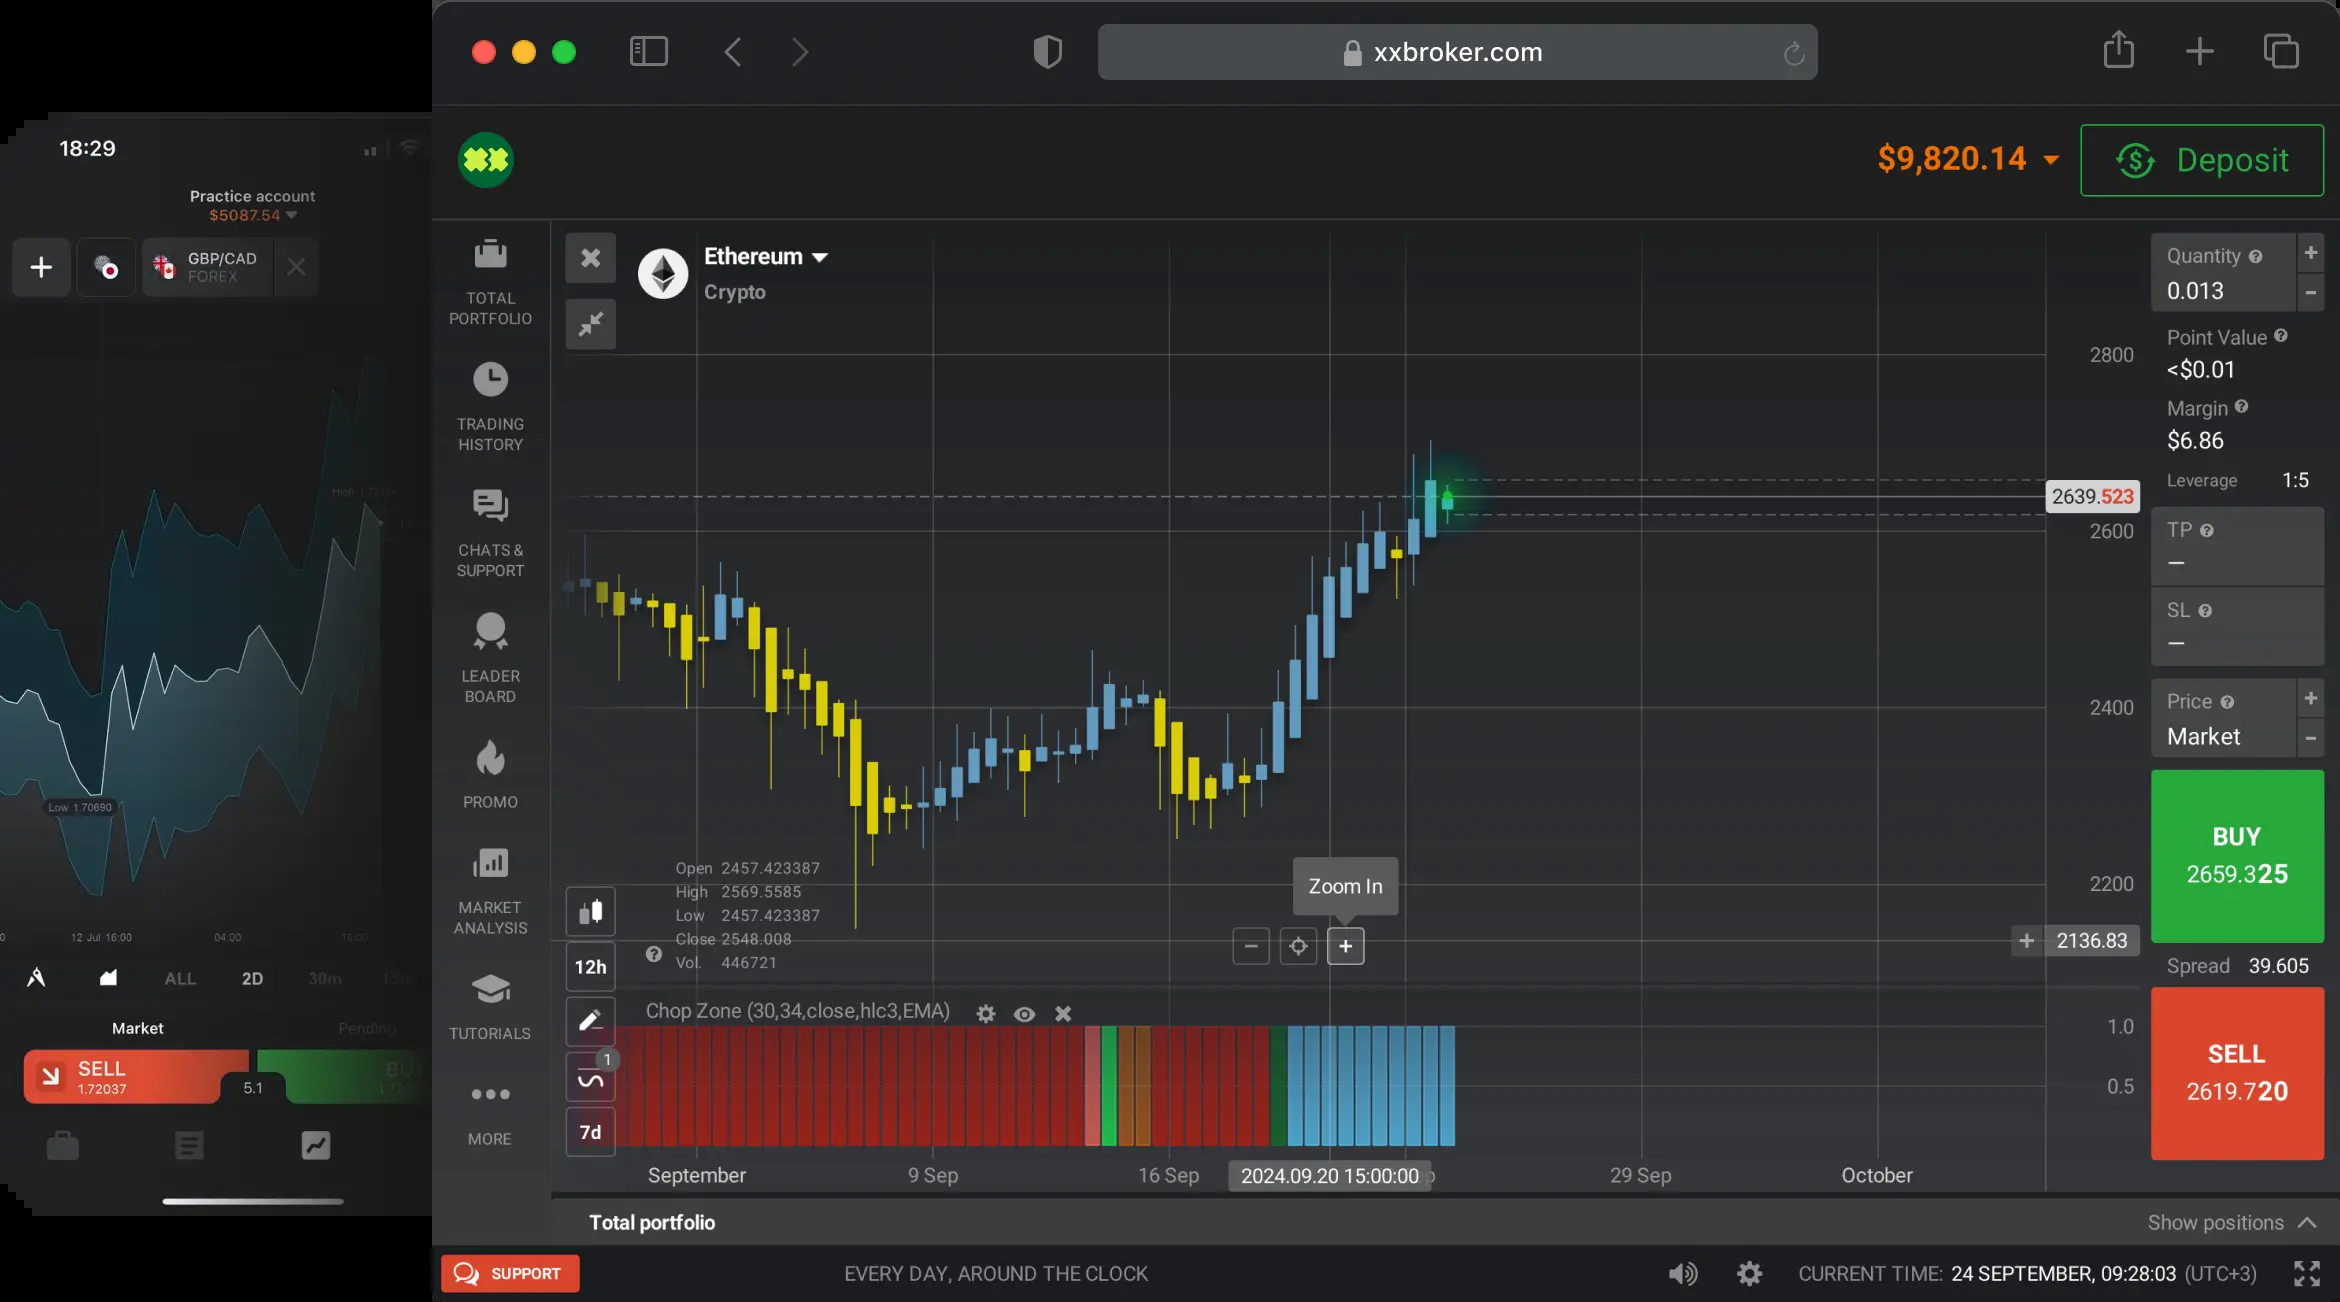 xxbroker.com
18:29
Practice account
$5087.54
GBP/CAD
FOREX
Low 1.70690
12 Jul 16:00
04:00
16:00
ALL
2D
30m
Market
Pending
SELL
1.72037
5.1
BU
$9,820.14
Deposit
TOTAL
PORTFOLIO
TRADING
HISTORY
CHATS &
SUPPORT
LEADER
BOARD
PROMO
MARKET
ANALYSIS
TUTORIALS
MORE
Ethereum
Crypto
2800
2639.523
2600
2400
2200
2136.83
1.0
0.5
Open 2457.423387
High 2569.5585
Low 2457.423387
Close 2548.008
Vol. 446721
Zoom In
12h
1
7d
Chop Zone (30,34,close,hlc3,EMA)
September
9 Sep
16 Sep
2024.09.20 15:00:00
29 Sep
October
Quantity
0.013
Point Value
<$0.01
Margin
$6.86
Leverage 1:5
TP
–
SL
–
Price
Market
BUY
2659.325
Spread 39.605
SELL
2619.720
Total portfolio
Show positions
SUPPORT
EVERY DAY, AROUND THE CLOCK
CURRENT TIME: 24 SEPTEMBER, 09:28:03 (UTC+3)